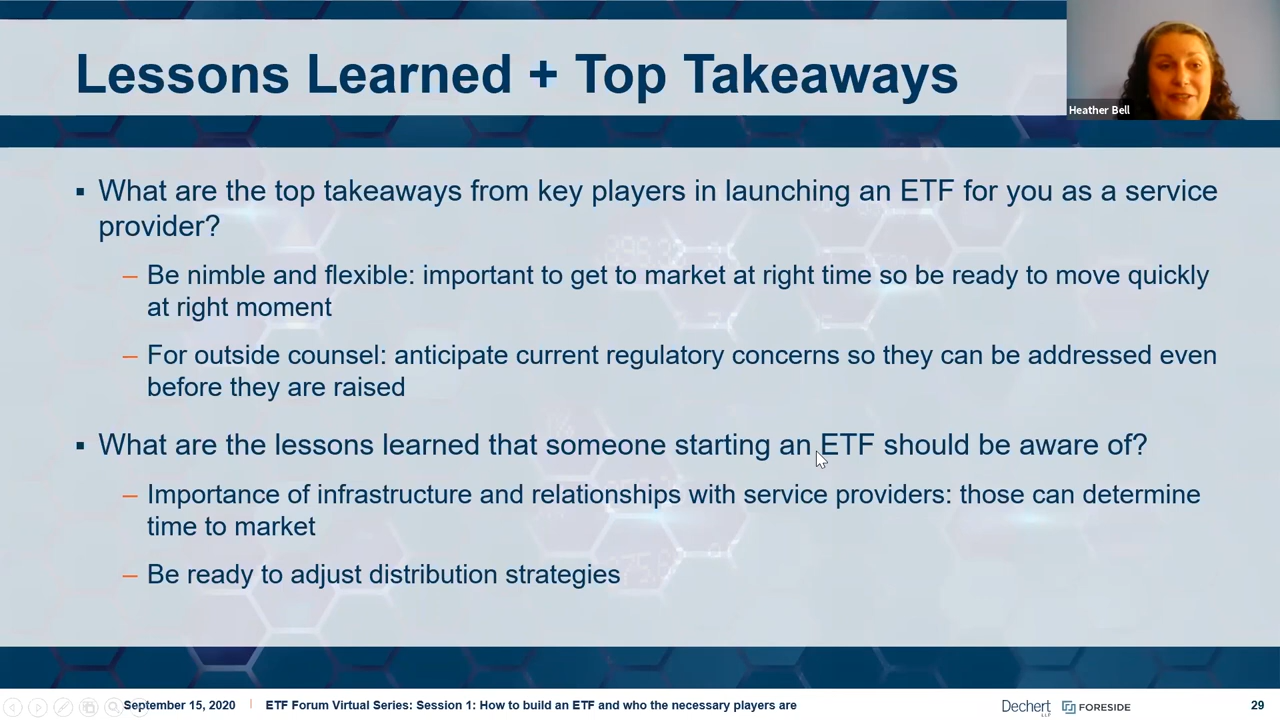 Lessons Learned + Top Takeaways
Heather Bell
▪ What are the top takeaways from key players in launching an ETF for you as a service
provider?
– Be nimble and flexible: important to get to market at right time so be ready to move quickly
at right moment
– For outside counsel: anticipate current regulatory concerns so they can be addressed even
before they are raised
▪ What are the lessons learned that someone starting an ETF should be aware of?
– Importance of infrastructure and relationships with service providers: those can determine
time to market
– Be ready to adjust distribution strategies
September 15, 2020 | ETF Forum Virtual Series: Session 1: How to build an ETF and who the necessary players are
Dechert LLP FORESIDE 29